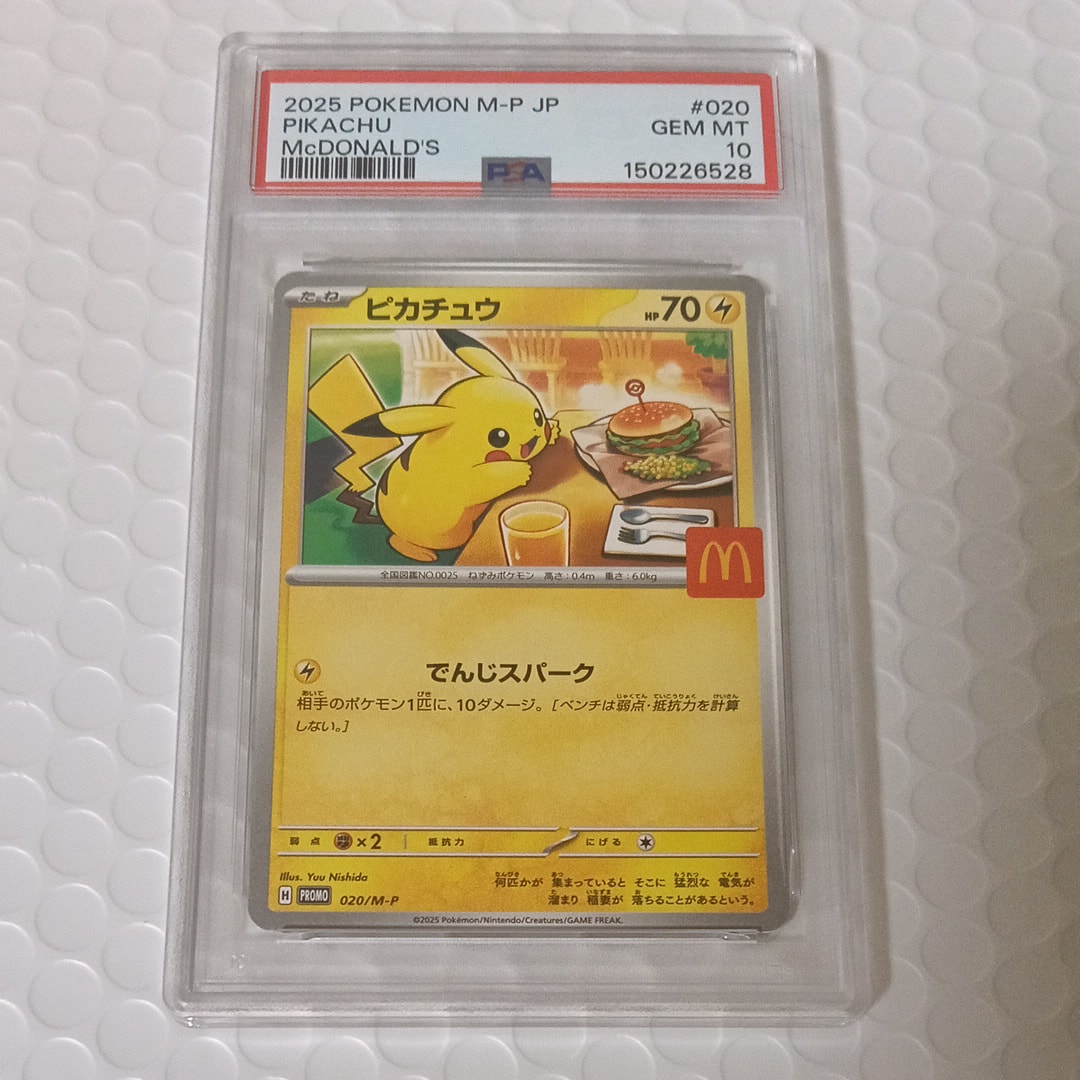 2025 POKEMON M-P JP #020
PIKACHU GEM MT
McDONALD'S 10
PSA 150226528
たね ピカチュウ HP70
全国図鑑NO.0025 ねずみポケモン 高さ:0.4m 重さ:6.0kg
でんじスパーク
相手のポケモン1匹に、10ダメージ。[ベンチは弱点・抵抗力を計算
しない。]
弱点 ×2 抵抗力 にげる
Illus. Yuu Nishida
何匹かが 集まっていると そこに 猛烈な 電気が
溜まり 稲妻が 落ちることがあるという。
H PROMO 020/M-P
©2025 Pokémon/Nintendo/Creatures/GAME FREAK.